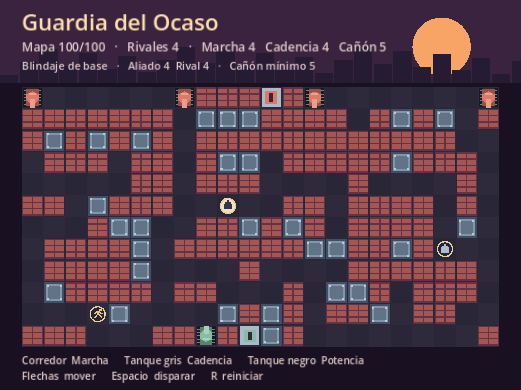 Guardia del Ocaso
Mapa 100/100 · Rivales 4 · Marcha 4 Cadencia 4 Cañón 5
Blindaje de base · Aliado 4 Rival 4 · Cañón mínimo 5
Corredor Marcha Tanque gris Cadencia Tanque negro Potencia
Flechas mover Espacio disparar R reiniciar